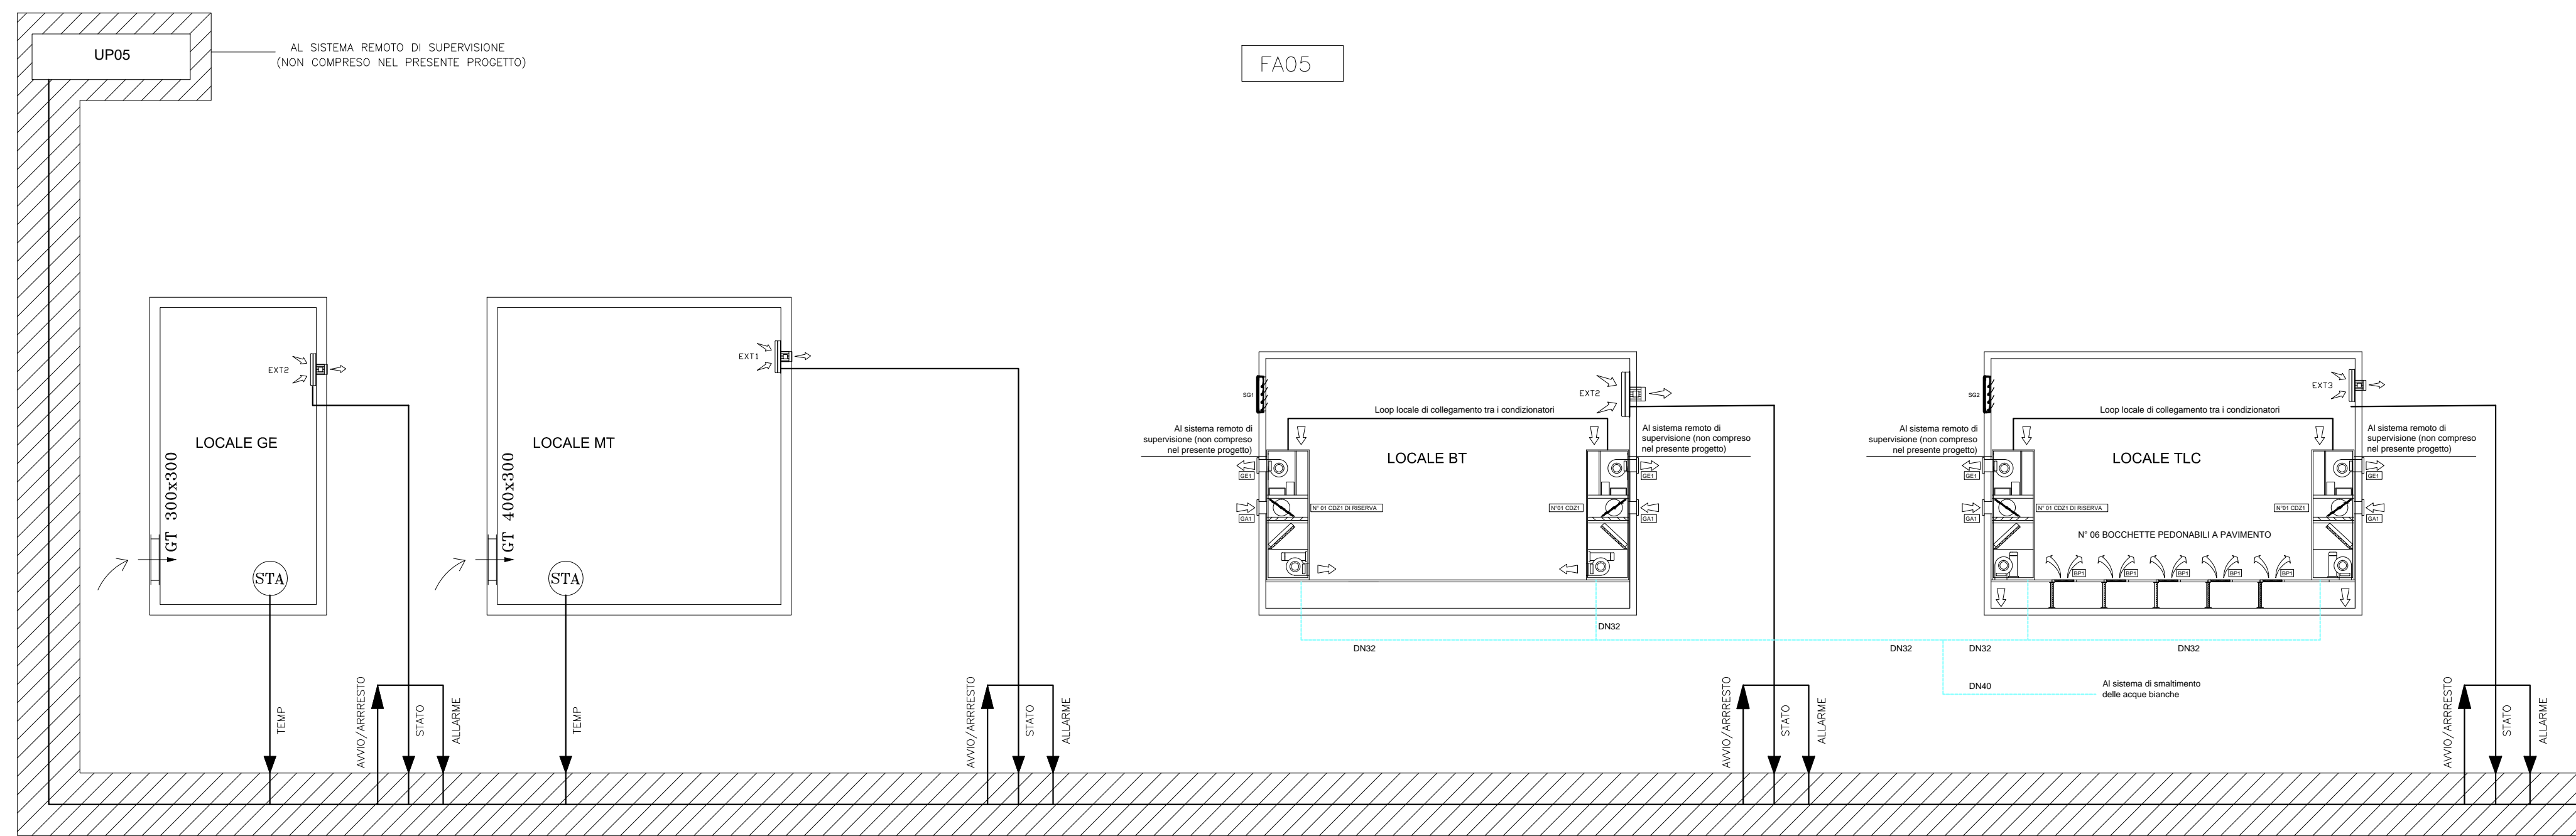 UP05
AL SISTEMA REMOTO DI SUPERVISIONE
(NON COMPRESO NEL PRESENTE PROGETTO)
FA05
EXT2
LOCALE GE
GT 300x300
STA
TEMP
AVVIO/ARRRESTO
STATO
ALLARME
EXT1
LOCALE MT
GT 400x300
STA
TEMP
AVVIO/ARRRESTO
STATO
ALLARME
SG1
EXT2
Loop locale di collegamento tra i condizionatori
Al sistema remoto di
supervisione (non compreso
nel presente progetto)
Al sistema remoto di
supervisione (non compreso
nel presente progetto)
LOCALE BT
GE1
GE1
N° 01 CDZ1 DI RISERVA
N°01 CDZ1
GA1
GA1
DN32
DN32
AVVIO/ARRRESTO
STATO
ALLARME
SG2
EXT3
Loop locale di collegamento tra i condizionatori
Al sistema remoto di
supervisione (non compreso
nel presente progetto)
Al sistema remoto di
supervisione (non compreso
nel presente progetto)
LOCALE TLC
GE1
GE1
N° 01 CDZ1 DI RISERVA
N°01 CDZ1
GA1
GA1
N° 06 BOCCHETTE PEDONABILI A PAVIMENTO
BP1
BP1
BP1
BP1
BP1
DN32
DN32
DN32
DN40
Al sistema di smaltimento
delle acque bianche
AVVIO/ARRRESTO
STATO
ALLARME